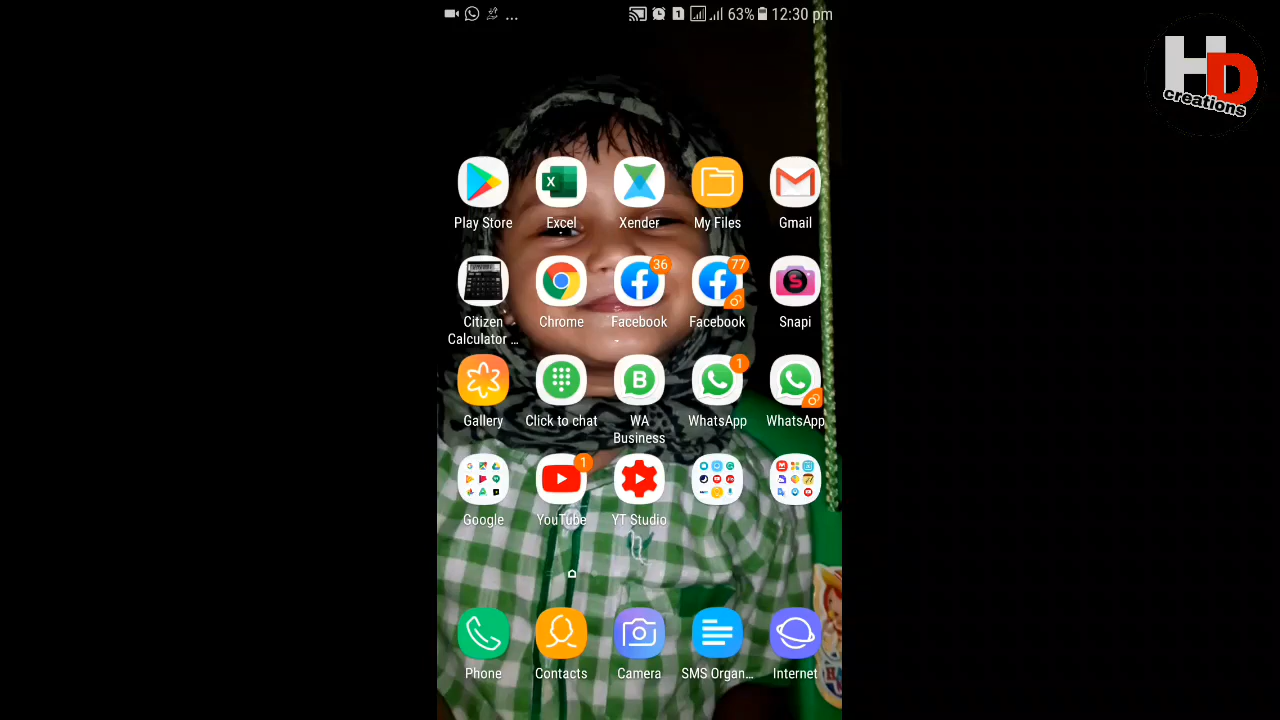 ... 1 63% 12:30 pm
HD
creations
Play Store Excel Xender My Files Gmail
36 77
Citizen Chrome Facebook Facebook Snapi
Calculator ...
1
Gallery Click to chat WA WhatsApp WhatsApp
Business
1
Google YouTube YT Studio
Phone Contacts Camera SMS Organ... Internet